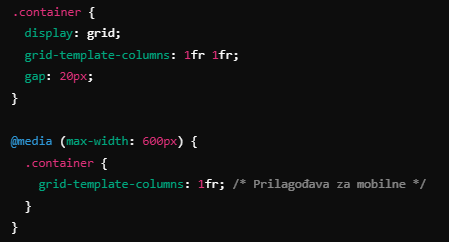 .container {
  display: grid;
  grid-template-columns: 1fr 1fr;
  gap: 20px;
}

@media (max-width: 600px) {
  .container {
    grid-template-columns: 1fr; /* Prilagođava za mobilne */
  }
}